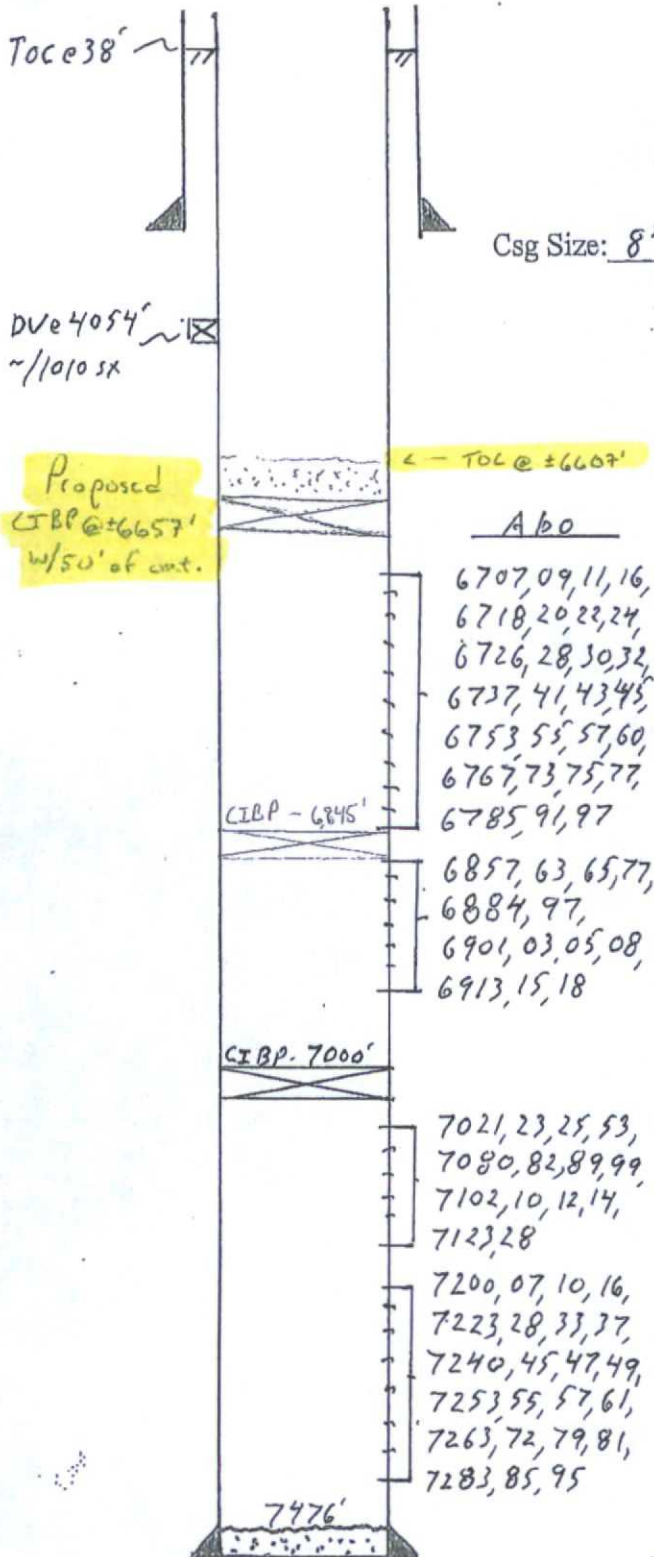 TOC @ 38'
Csg Size: 8
DV @ 4054'
~/1010 sx
Proposed
CIBP @ ±6657'
w/50' of cmt.
← TOC @ ±6607'
Abo
6707, 09, 11, 16,
6718, 20, 22, 24,
6726, 28, 30, 32,
6737, 41, 43, 45,
6753, 55, 57, 60,
6767, 73, 75, 77,
6785, 91, 97
CIBP - 6845'
6857, 63, 65, 77,
6884, 97,
6901, 03, 05, 08,
6913, 15, 18
CIBP - 7000'
7021, 23, 25, 53,
7080, 82, 89, 99,
7102, 10, 12, 14,
7123, 28
7200, 07, 10, 16,
7223, 28, 33, 37,
7240, 45, 47, 49,
7253, 55, 57, 61,
7263, 72, 79, 81,
7283, 85, 95
7476'